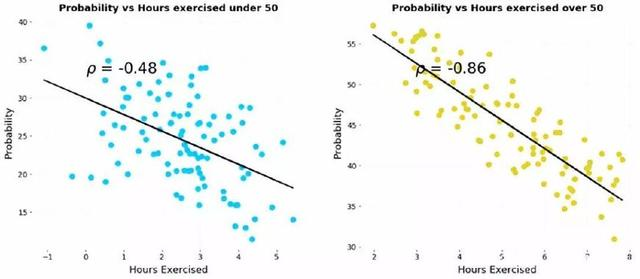 Probability vs Hours exercised under 50
ρ = -0.48
Probability
40
35
30
25
20
15
−1 0 1 2 3 4 5
Hours Exercised
Probability vs Hours exercised over 50
ρ = -0.86
Probability
55
50
45
40
35
30
2 3 4 5 6 7 8
Hours Exercised